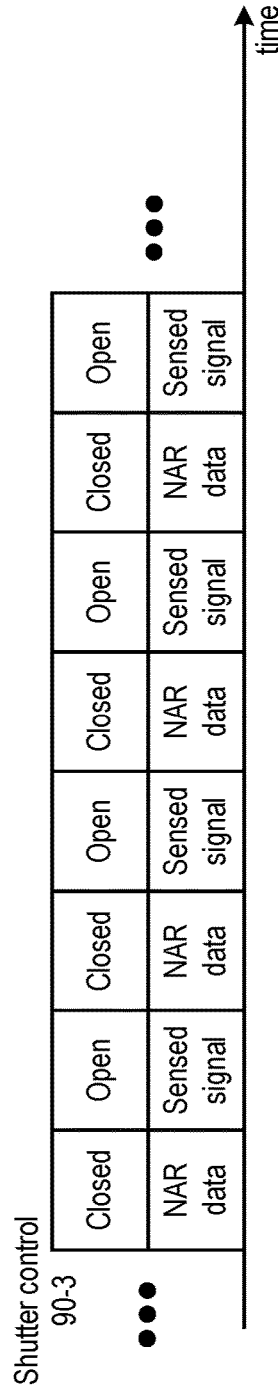 Shutter control
90-3
Closed
Open
Closed
Open
Closed
Open
Closed
Open
NAR
data
Sensed
signal
NAR
data
Sensed
signal
NAR
data
Sensed
signal
NAR
data
Sensed
signal
time